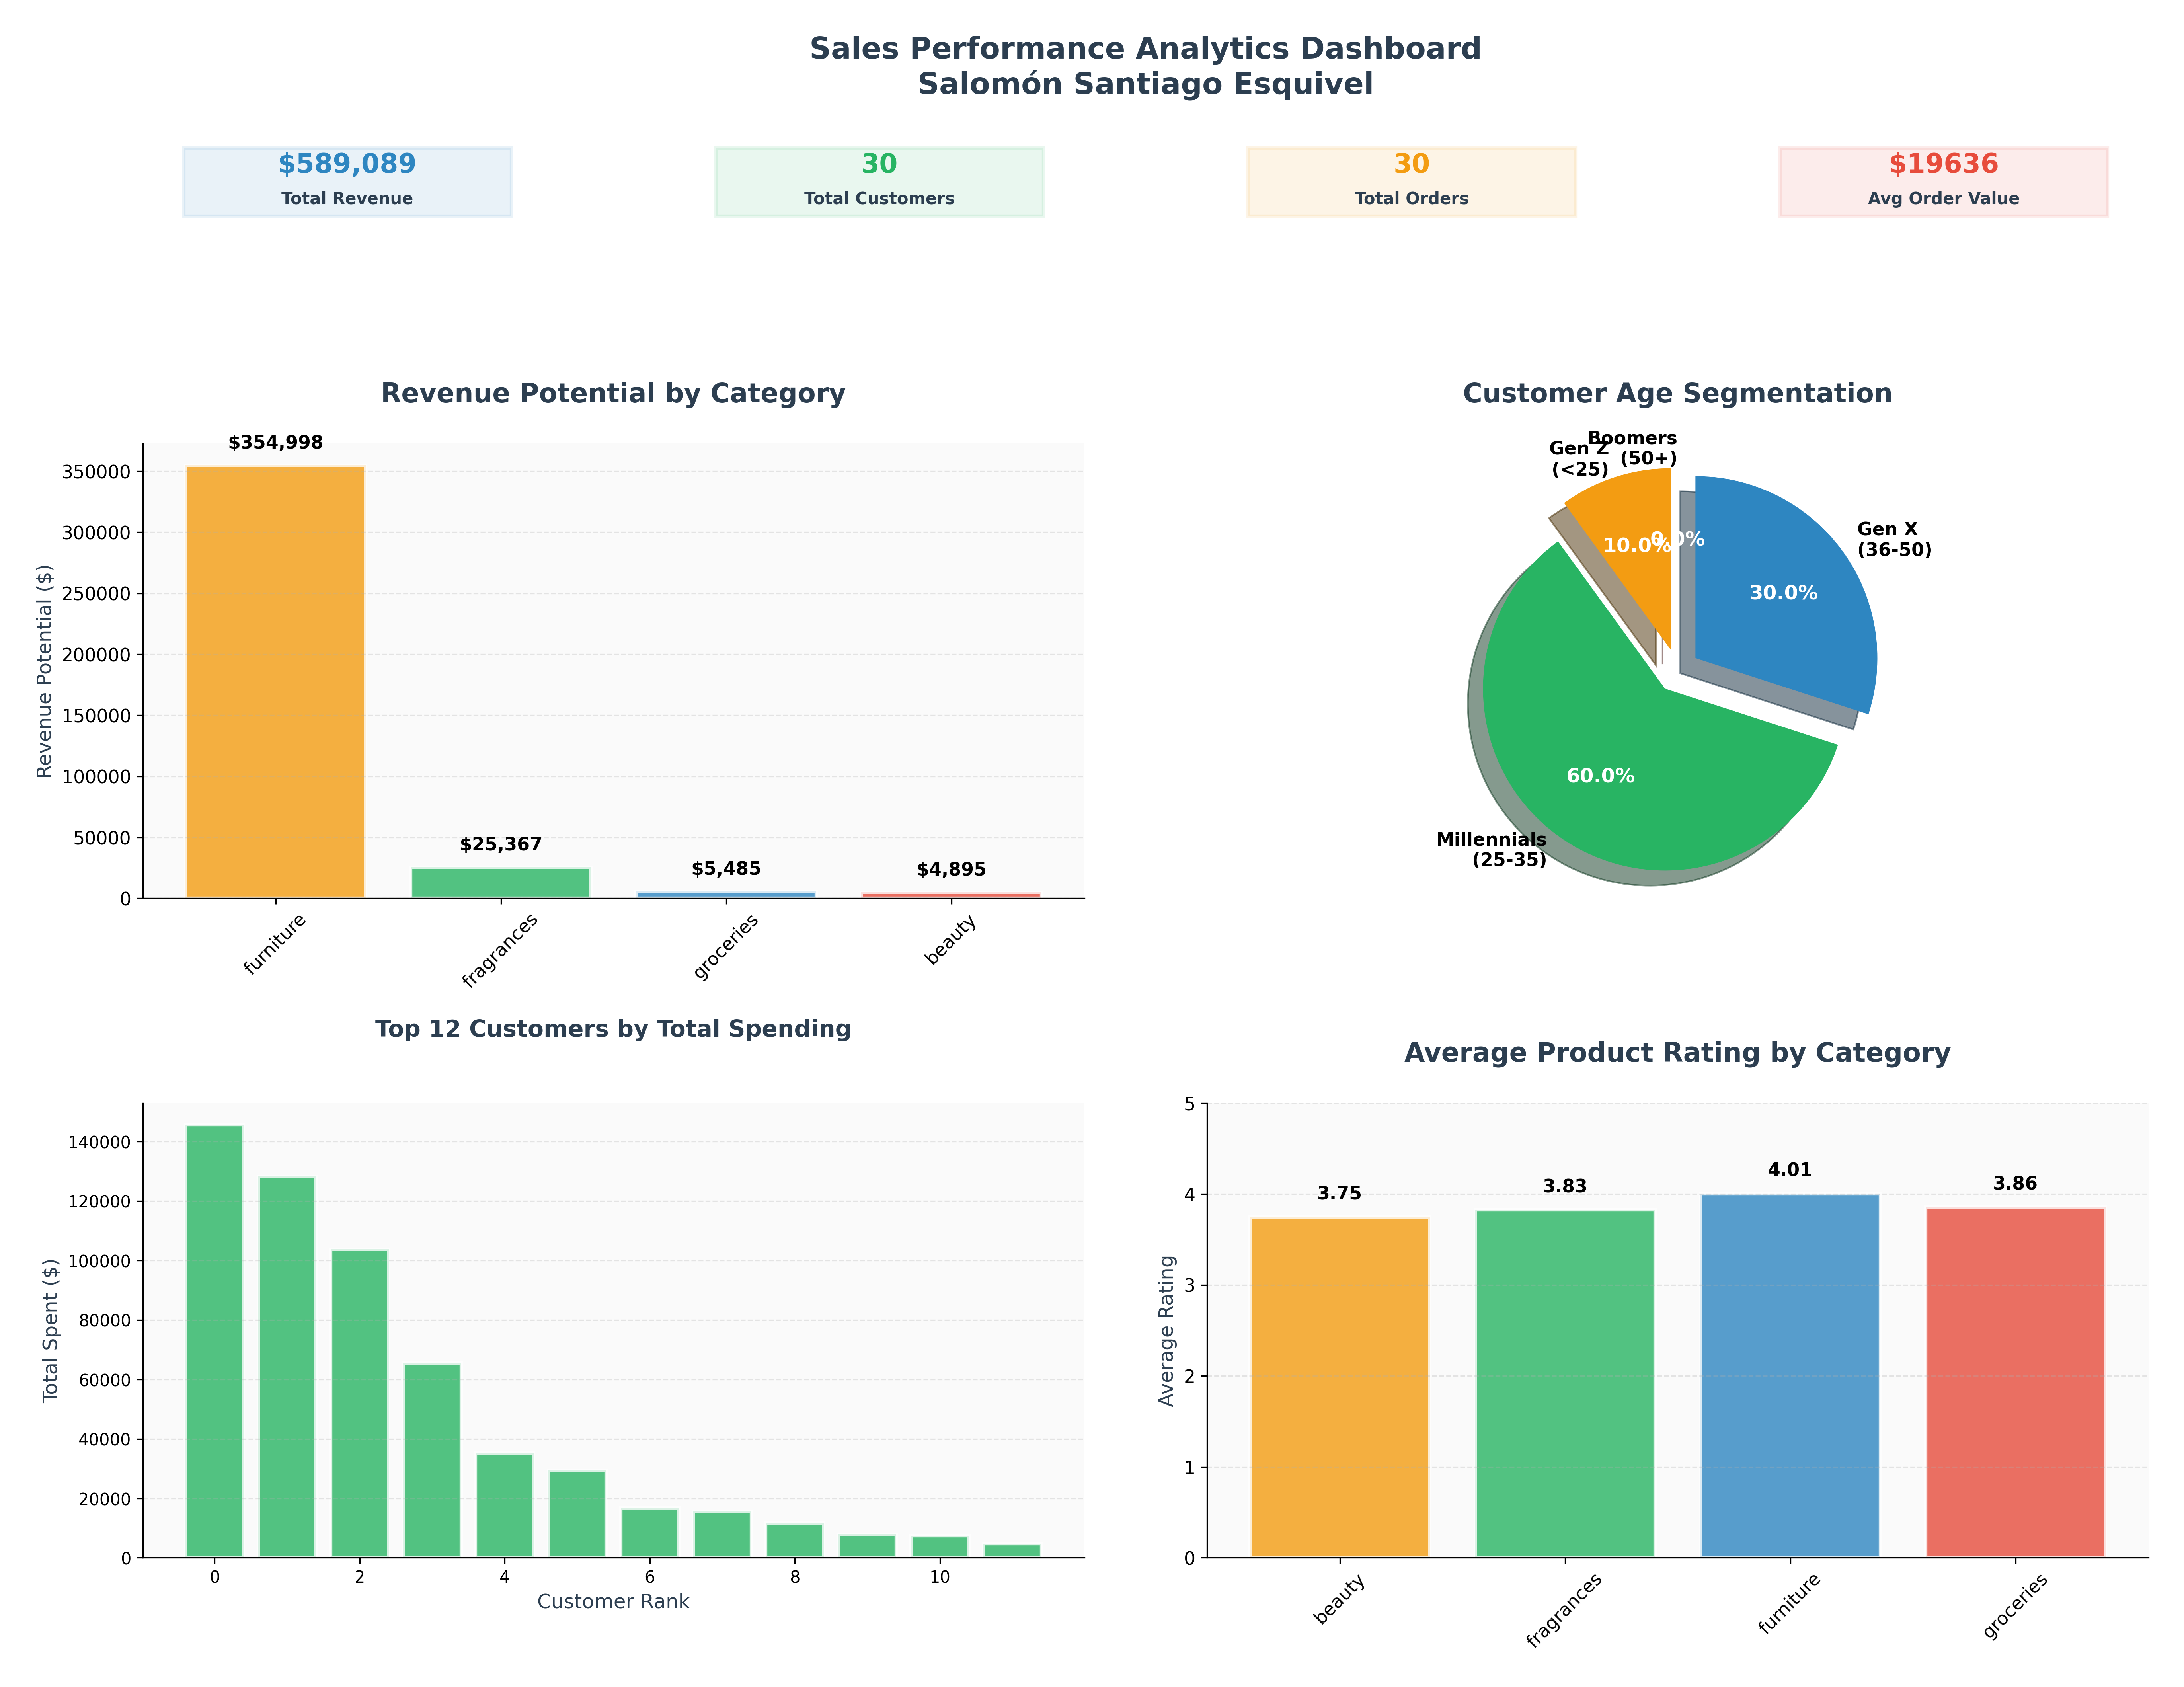 Sales Performance Analytics Dashboard
Salomón Santiago Esquivel
$589,089
Total Revenue
30
Total Customers
30
Total Orders
$19636
Avg Order Value
Revenue Potential by Category
Revenue Potential ($)
350000
300000
250000
200000
150000
100000
50000
0
$354,998
$25,367
$5,485
$4,895
furniture
fragrances
groceries
beauty
Customer Age Segmentation
Boomers
(50+)
Gen Z
(<25)
Gen X
(36-50)
10.0%
0.0%
30.0%
60.0%
Millennials
(25-35)
Top 12 Customers by Total Spending
Total Spent ($)
140000
120000
100000
80000
60000
40000
20000
0
0 2 4 6 8 10
Customer Rank
Average Product Rating by Category
Average Rating
5
4
3
2
1
0
3.75
3.83
4.01
3.86
beauty
fragrances
furniture
groceries